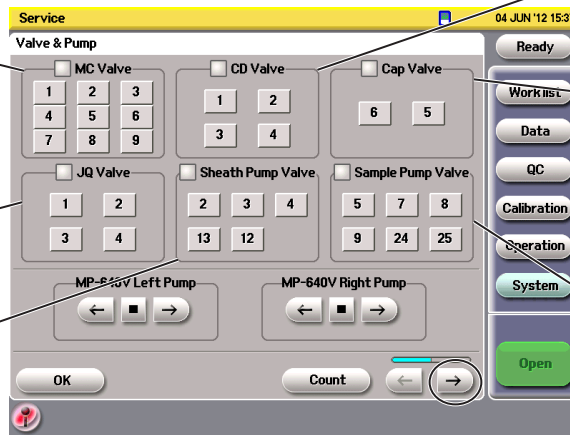 Service
04 JUN '12 15:3
Valve & Pump
Ready
MC Valve
CD Valve
Cap Valve
1 2 3
4 5 6
7 8 9
1 2
3 4
6 5
Worklist
Data
QC
Calibration
Operation
System
Open
JQ Valve
Sheath Pump Valve
Sample Pump Valve
1 2
3 4
2 3 4
13 12
5 7 8
9 24 25
MP-640V Left Pump
MP-640V Right Pump
← ■ →
← ■ →
OK
Count
← →